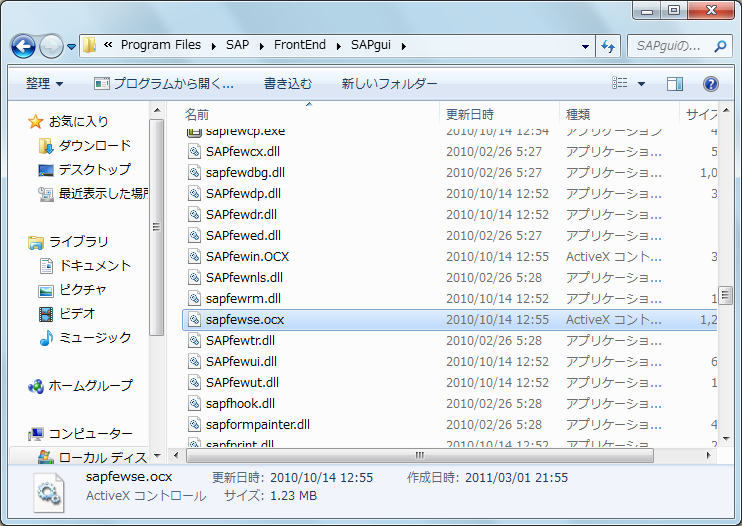 « Program Files ▸ SAP ▸ FrontEnd ▸ SAPgui ▸
SAPguiの...
整理 プログラムから開く... 書き込む 新しいフォルダー
お気に入り
ダウンロード
デスクトップ
最近表示した場所
ライブラリ
ドキュメント
ピクチャ
ビデオ
ミュージック
ホームグループ
コンピューター
ローカル ディス
名前 更新日時 種類 サイズ
sapfewcp.exe 2010/10/14 12:54 アプリケーション 4
SAPfewcx.dll 2010/02/26 5:27 アプリケーショ... 5
sapfewdbg.dll 2010/02/26 5:27 アプリケーショ... 1,0
SAPfewdp.dll 2010/10/14 12:52 アプリケーショ... 3
SAPfewdr.dll 2010/10/14 12:52 アプリケーショ...
SAPfewed.dll 2010/02/26 5:27 アプリケーショ...
SAPfewin.OCX 2010/10/14 12:55 ActiveX コント... 3
SAPfewnls.dll 2010/02/26 5:28 アプリケーショ...
sapfewrm.dll 2010/10/14 12:52 アプリケーショ... 1
sapfewse.ocx 2010/10/14 12:55 ActiveX コント... 1,2
SAPfewtr.dll 2010/02/26 5:28 アプリケーショ...
SAPfewui.dll 2010/10/14 12:52 アプリケーショ... 6
SAPfewut.dll 2010/10/14 12:52 アプリケーショ... 1
sapfhook.dll 2010/02/26 5:28 アプリケーショ...
sapformpainter.dll 2010/02/26 5:28 アプリケーショ... 4
sapfprint.dll 2010/10/14 12:52 アプリケーショ... 2
sapfewse.ocx 更新日時: 2010/10/14 12:55 作成日時: 2011/03/01 21:55
ActiveX コントロール サイズ: 1.23 MB